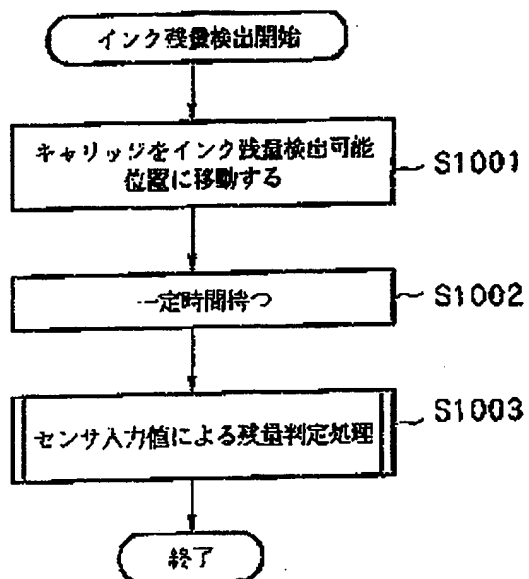 インク残量検出開始
キャリッジをインク残量検出可能
位置に移動する
S1001
一定時間待つ
S1002
センサ入力値による残量判定処理
S1003
終了